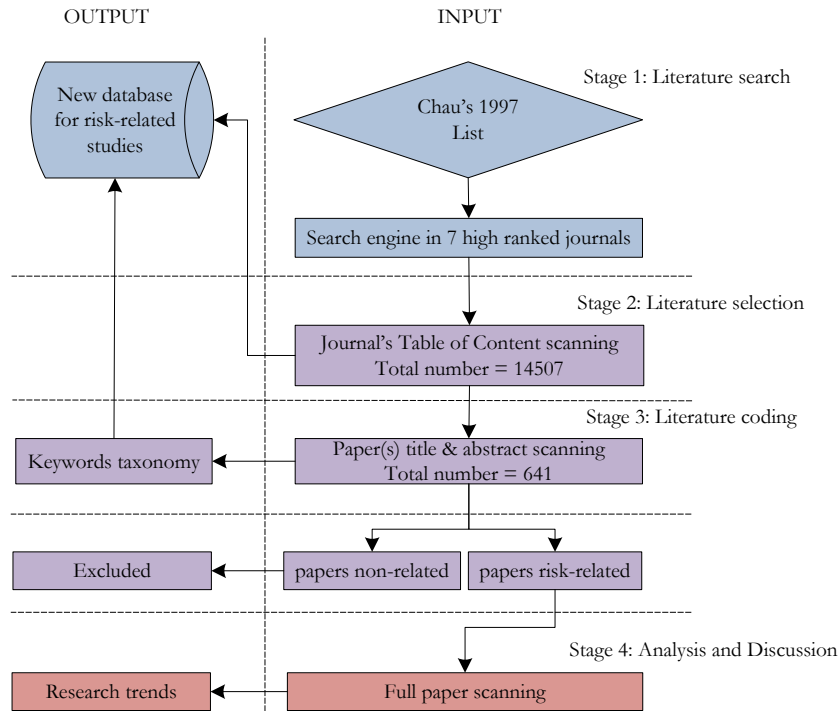 OUTPUT
INPUT
Stage 1: Literature search
New database
for risk-related
studies
Chau's 1997
List
Search engine in 7 high ranked journals
Stage 2: Literature selection
Journal's Table of Content scanning
Total number = 14507
Stage 3: Literature coding
Keywords taxonomy
Paper(s) title & abstract scanning
Total number = 641
Excluded
papers non-related
papers risk-related
Stage 4: Analysis and Discussion
Research trends
Full paper scanning